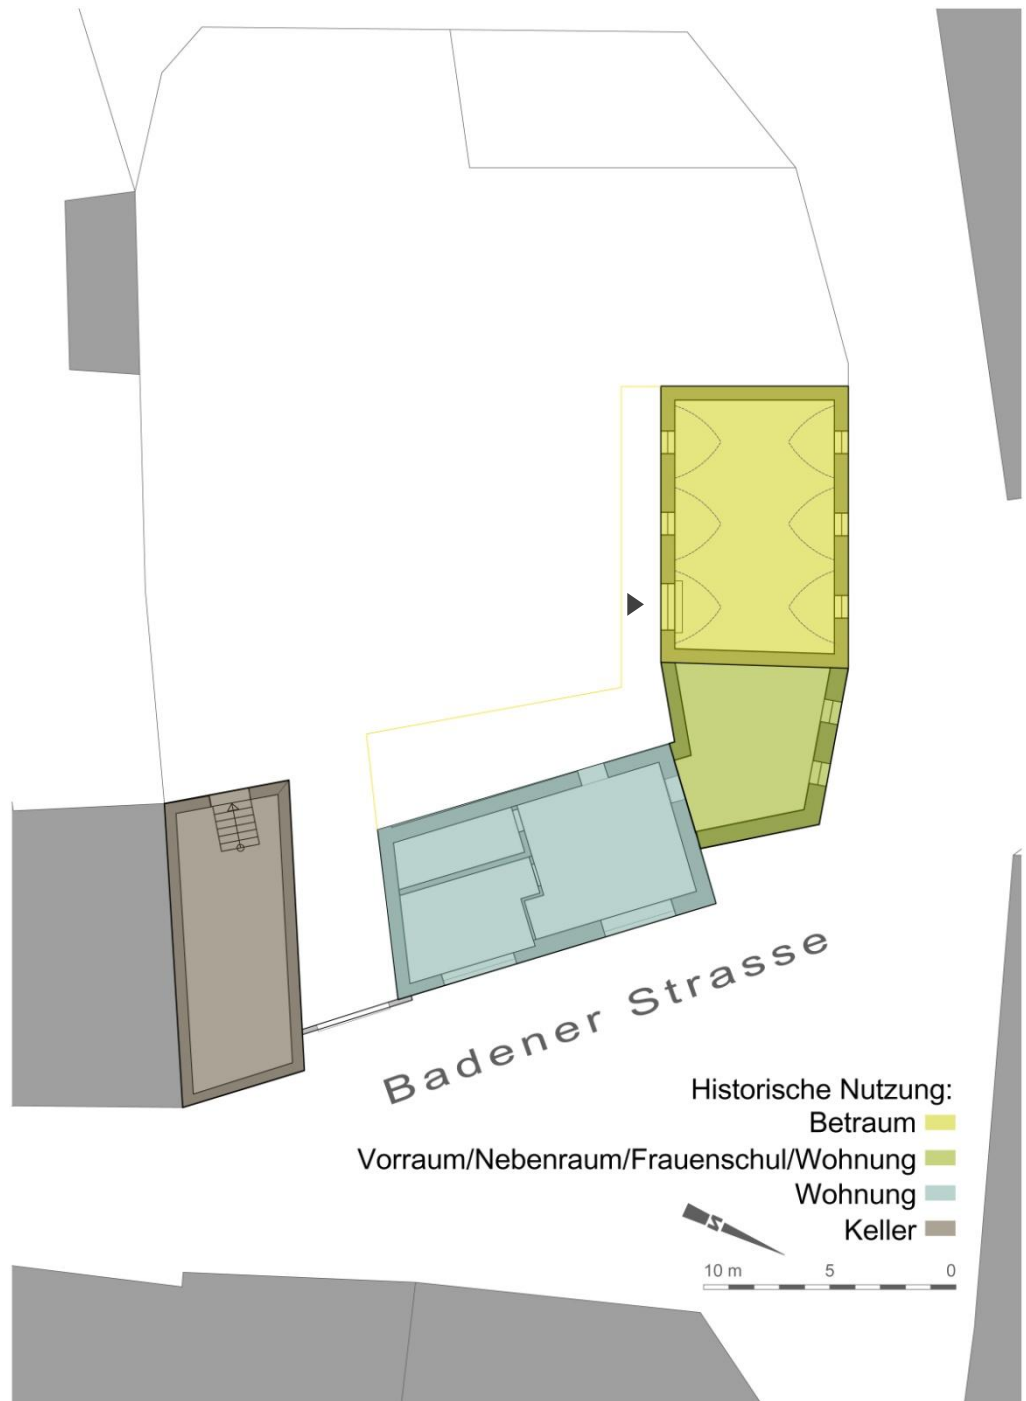 Badener Strasse
Historische Nutzung:
Betraum
Vorraum/Nebenraum/Frauenschul/Wohnung
Wohnung
Keller
N
10 m 5 0